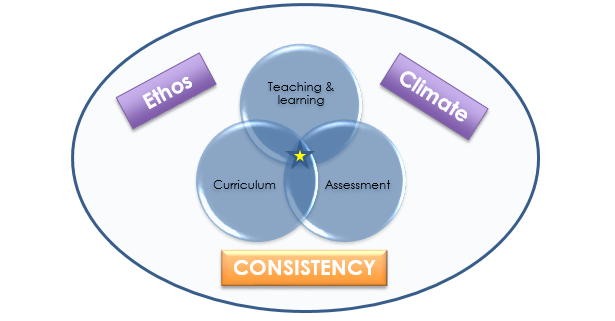 Ethos
Climate
Teaching &
learning
Curriculum
Assessment
CONSISTENCY